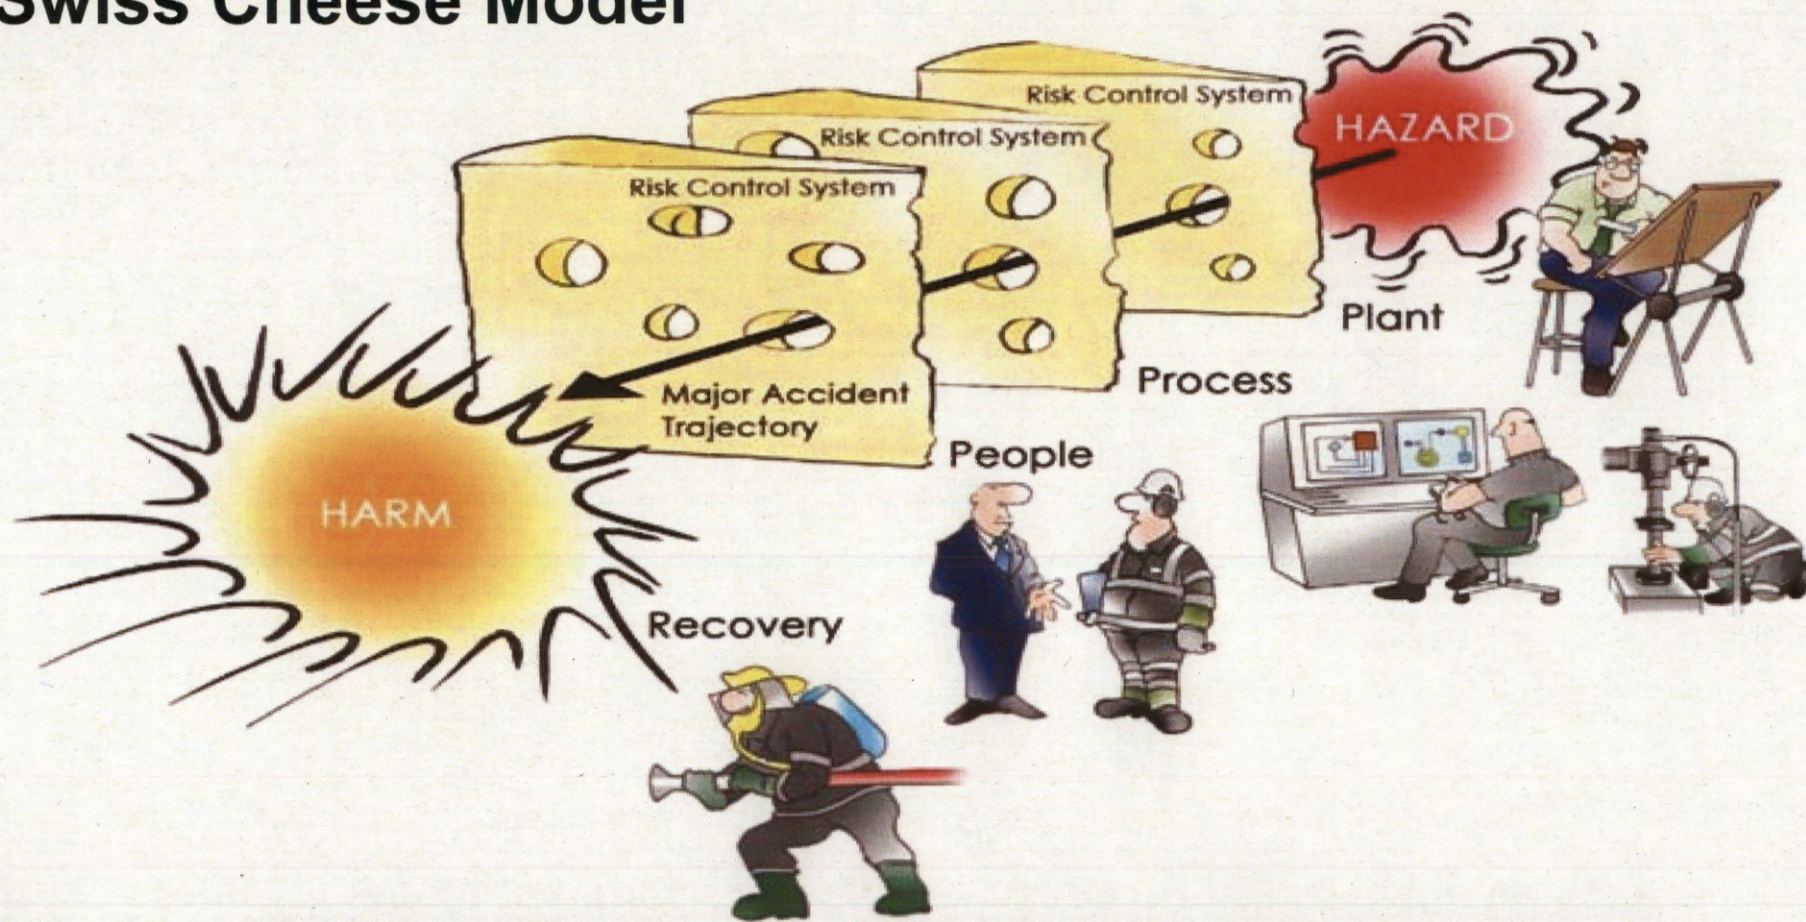 Swiss Cheese Model
Risk Control System
HAZARD
Risk Control System
Risk Control System
Plant
Process
Major Accident
Trajectory
People
HARM
Recovery